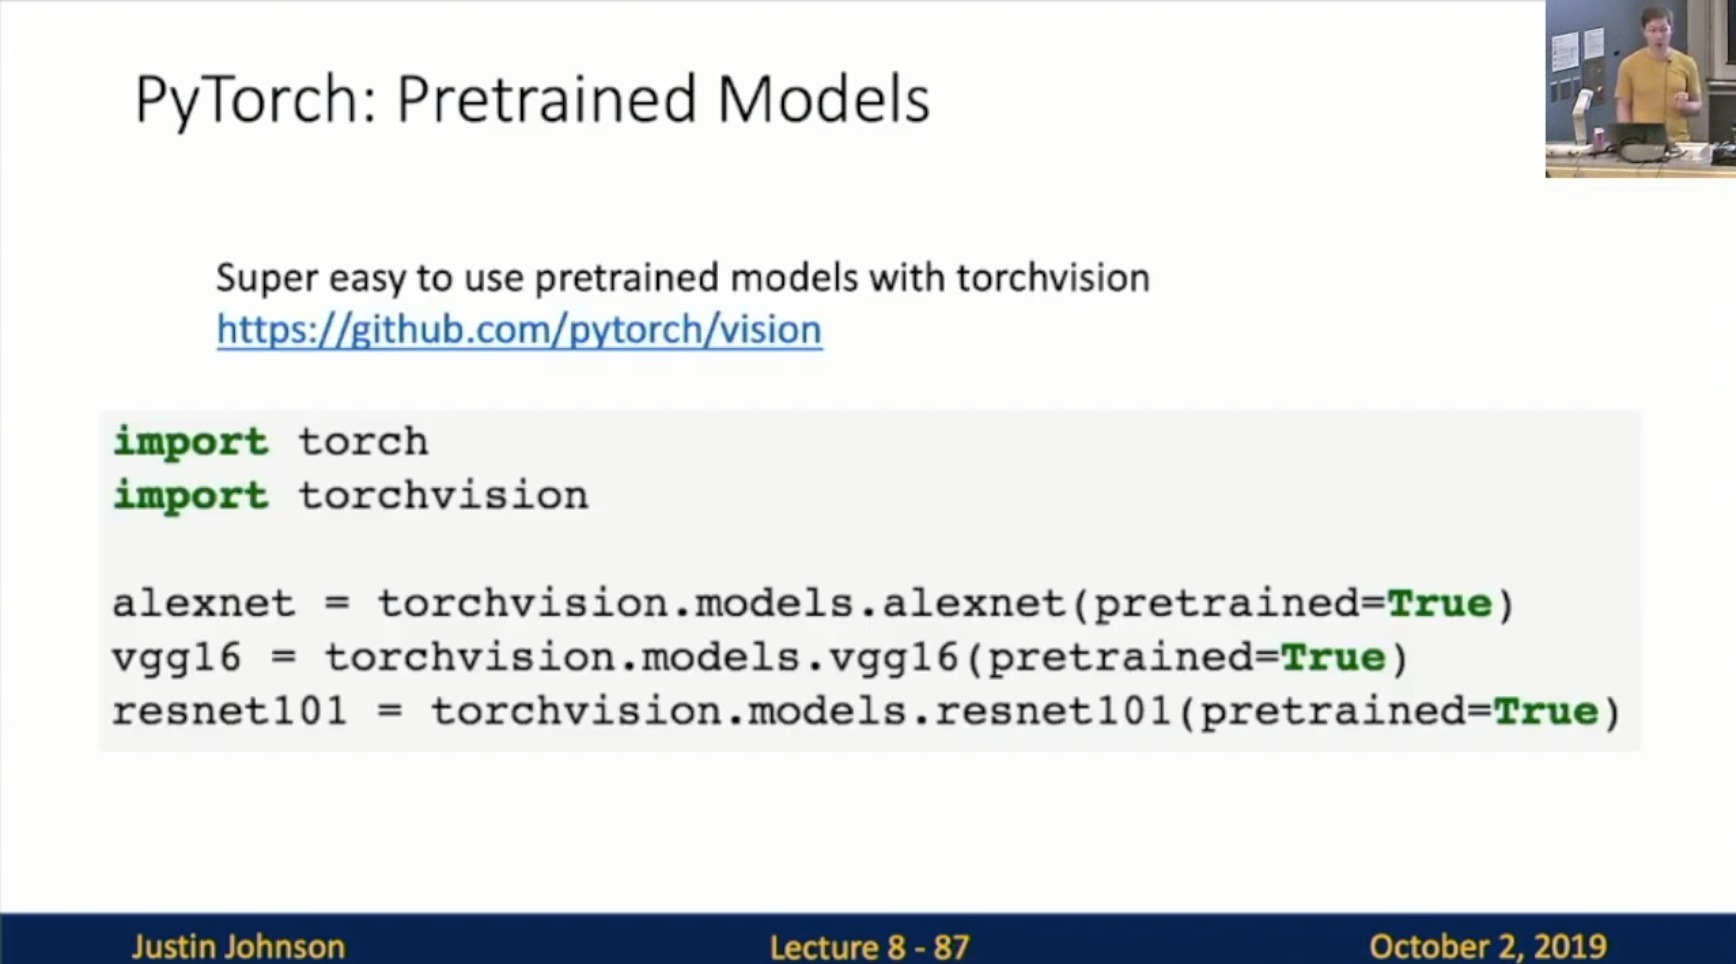 PyTorch: Pretrained Models
Super easy to use pretrained models with torchvision
https://github.com/pytorch/vision
import torch
import torchvision
alexnet = torchvision.models.alexnet(pretrained=True)
vgg16 = torchvision.models.vgg16(pretrained=True)
resnet101 = torchvision.models.resnet101(pretrained=True)
Justin Johnson
Lecture 8 - 87
October 2, 2019